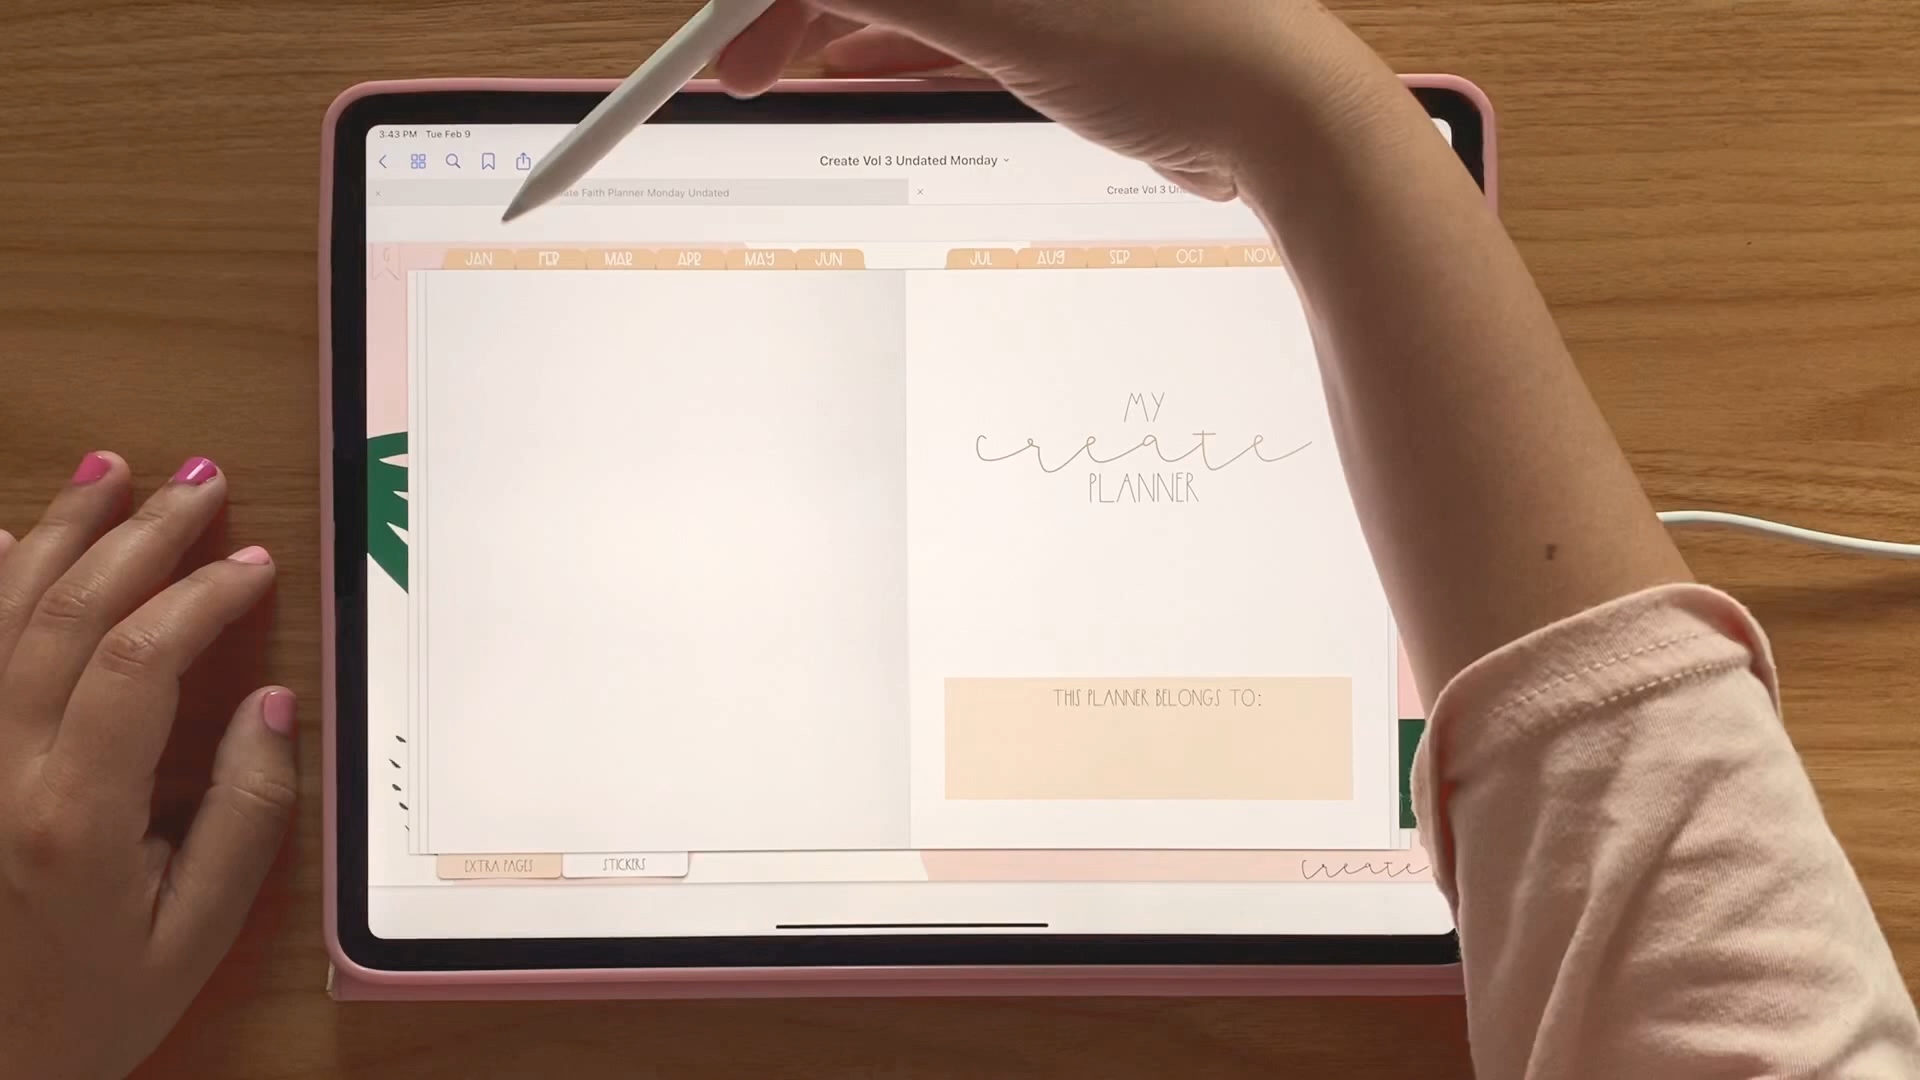 3:43 PM Tue Feb 9
Create Vol 3 Undated Monday
Faith Planner Monday Undated
Create Vol 3
JAN FEB MAR APR MAY JUN JUL AUG SEP OCT NOV
MY
create
PLANNER
THIS PLANNER BELONGS TO:
EXTRA PAGES STICKERS
create